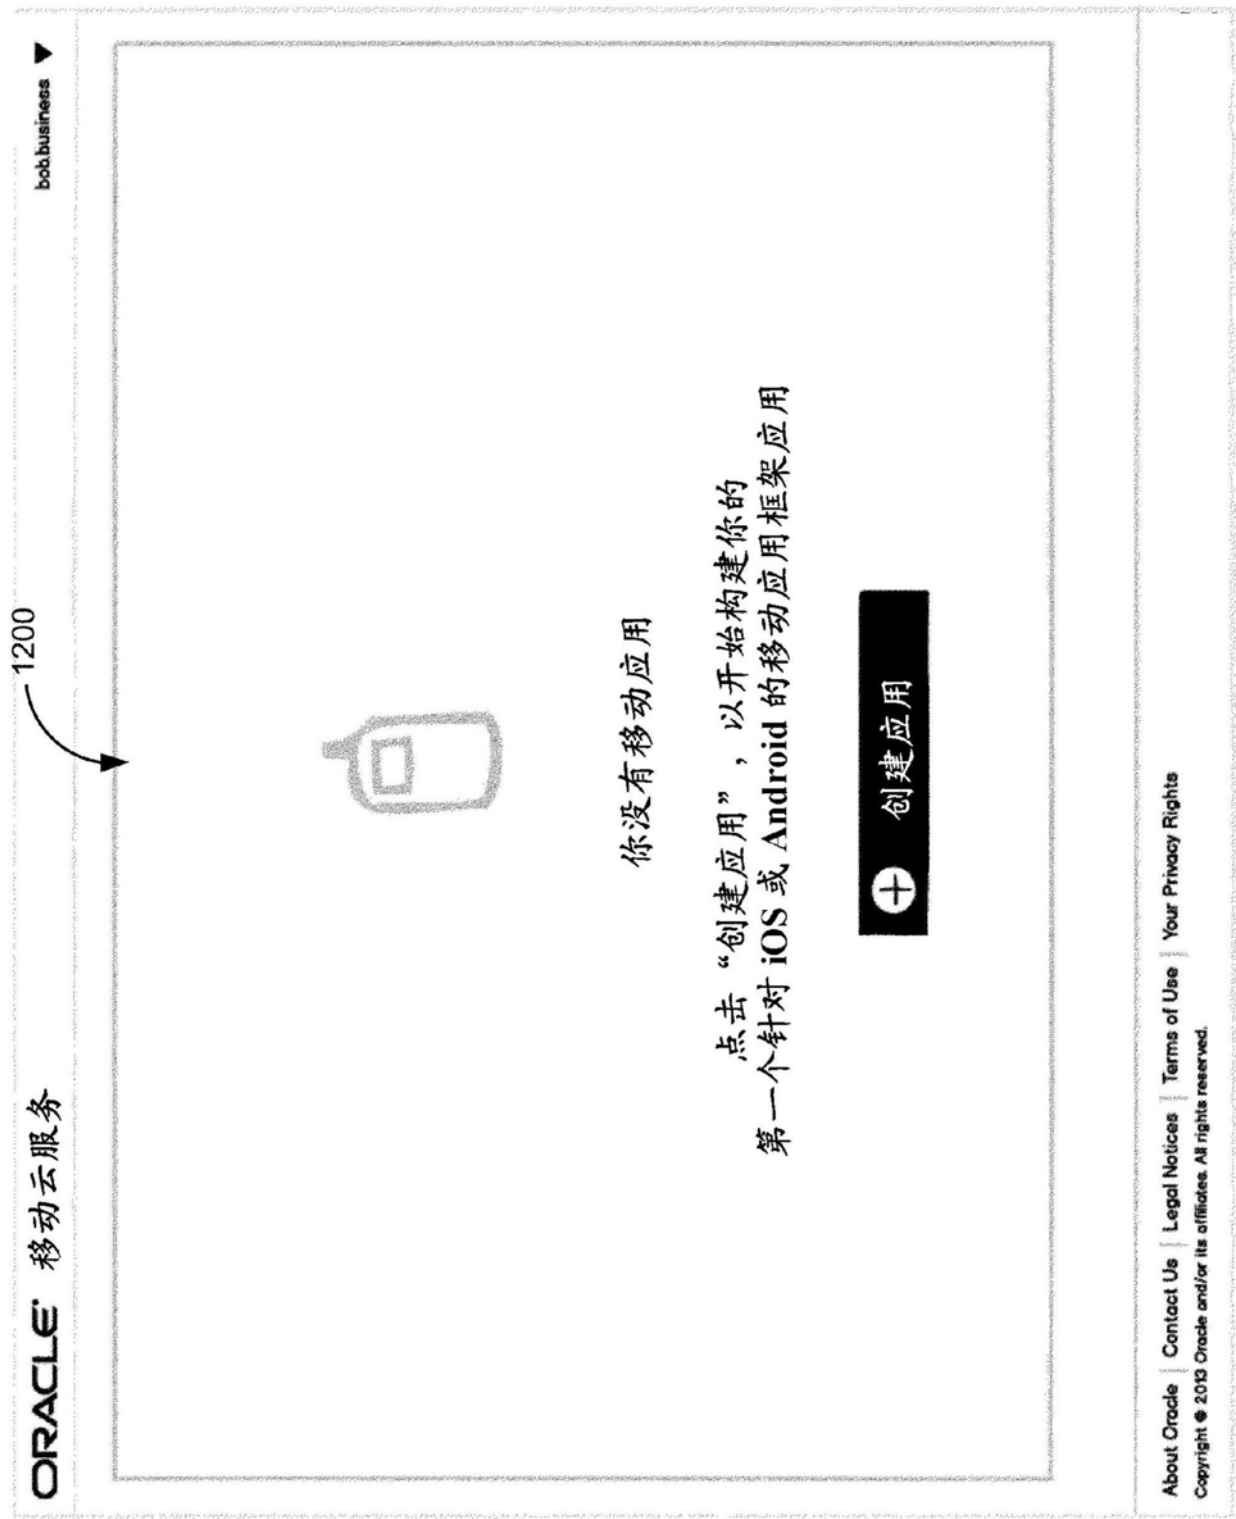 1200
ORACLE 移动云服务
bob.business
你没有移动应用
点击“创建应用”，以开始构建你的
第一个针对 iOS 或 Android 的移动应用框架应用
创建应用
About Oracle | Contact Us | Legal Notices | Terms of Use | Your Privacy Rights
Copyright © 2013 Oracle and/or its affiliates. All rights reserved.